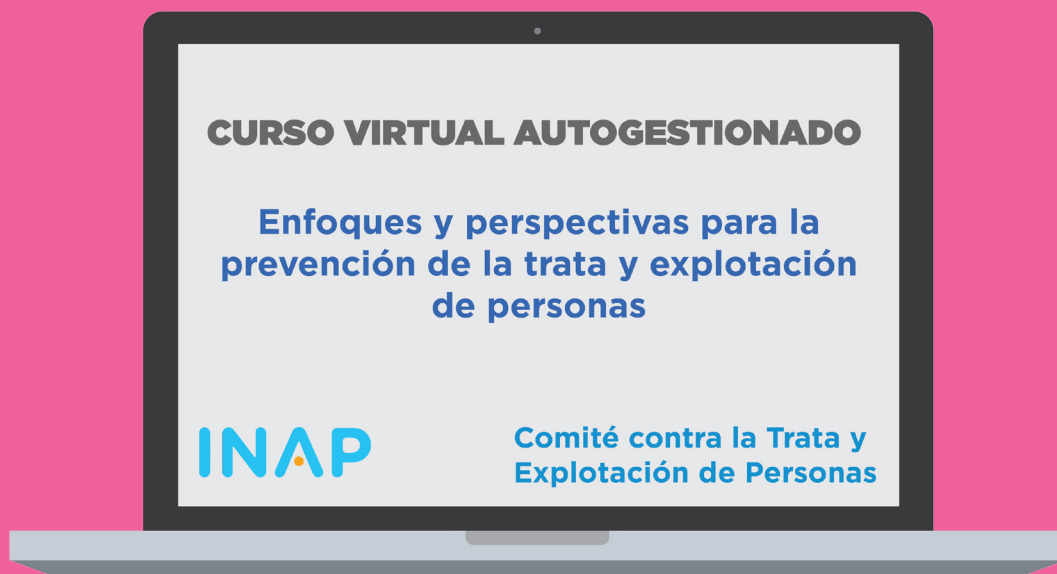 CURSO VIRTUAL AUTOGESTIONADO
Enfoques y perspectivas para la
prevención de la trata y explotación
de personas
INAP
Comité contra la Trata y
Explotación de Personas